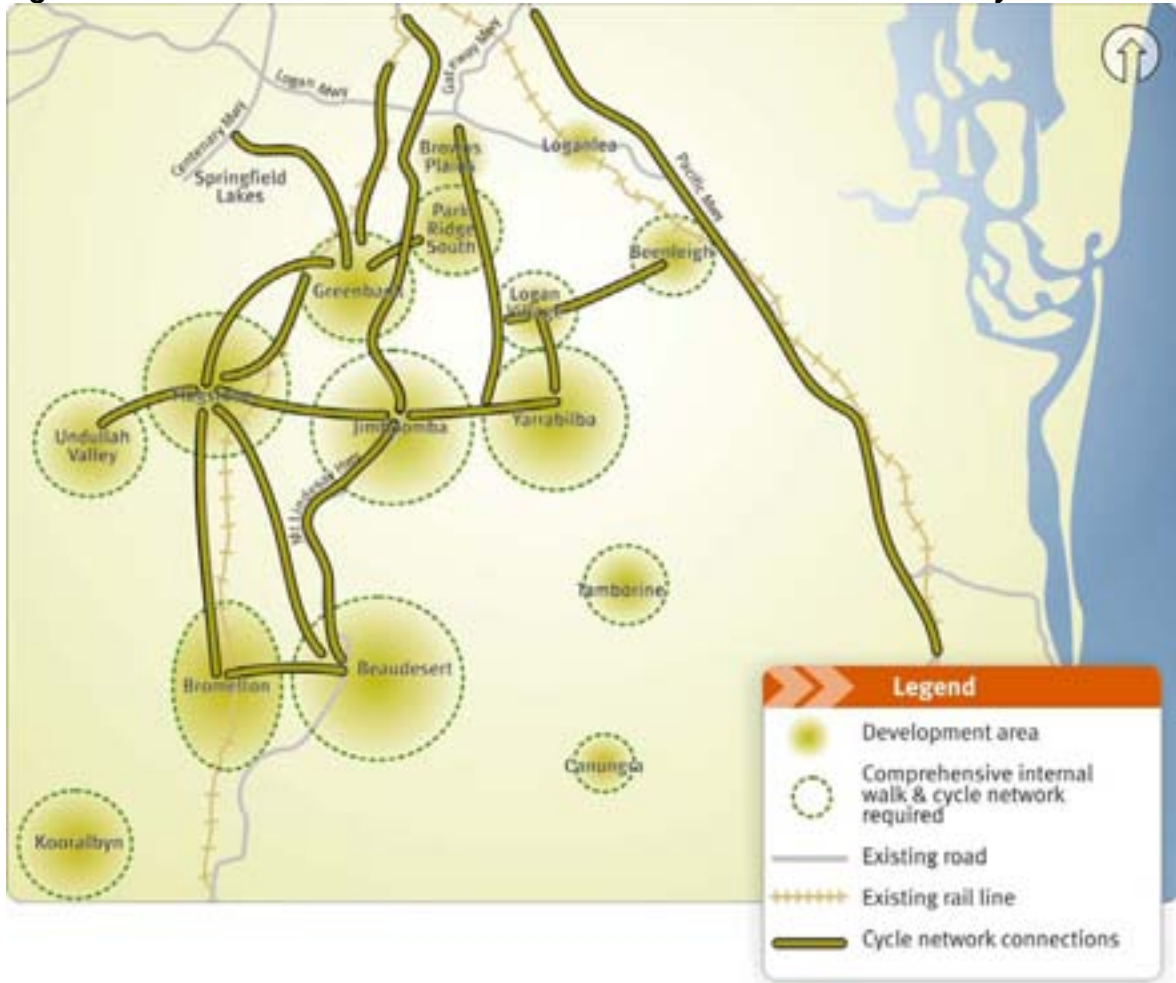 Logan Mwy
Gateway Mwy
Centenary Mwy
Springfield
Lakes
Browns
Plains
Loganlea
Pacific Mwy
Park
Ridge
South
Beenleigh
Greenbank
Logan
Village
Flagstone
Undullah
Valley
Jimboomba
Yarrabilba
Mt Lindesay Hwy
Tamborine
Bromelton
Beaudesert
Canungra
Kooralbyn
Legend
Development area
Comprehensive internal
walk & cycle network
required
Existing road
Existing rail line
Cycle network connections